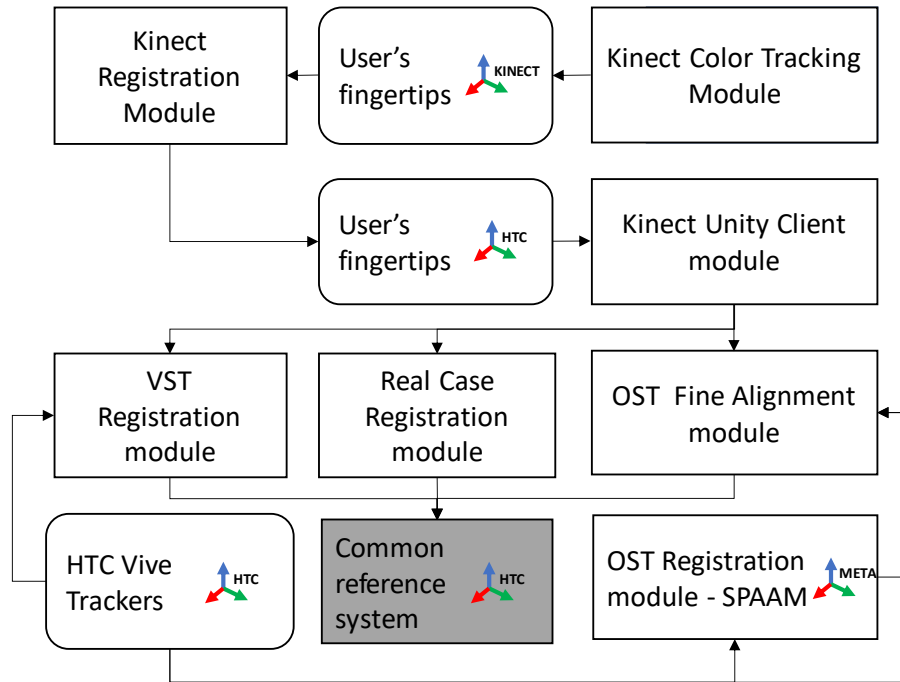 Kinect
Registration
Module
User's
fingertips
KINECT
Kinect Color Tracking
Module
User's
fingertips
HTC
Kinect Unity Client
module
VST
Registration
module
Real Case
Registration
module
OST  Fine Alignment
module
HTC Vive
Trackers
HTC
Common
reference
system
HTC
OST Registration
module - SPAAM
META